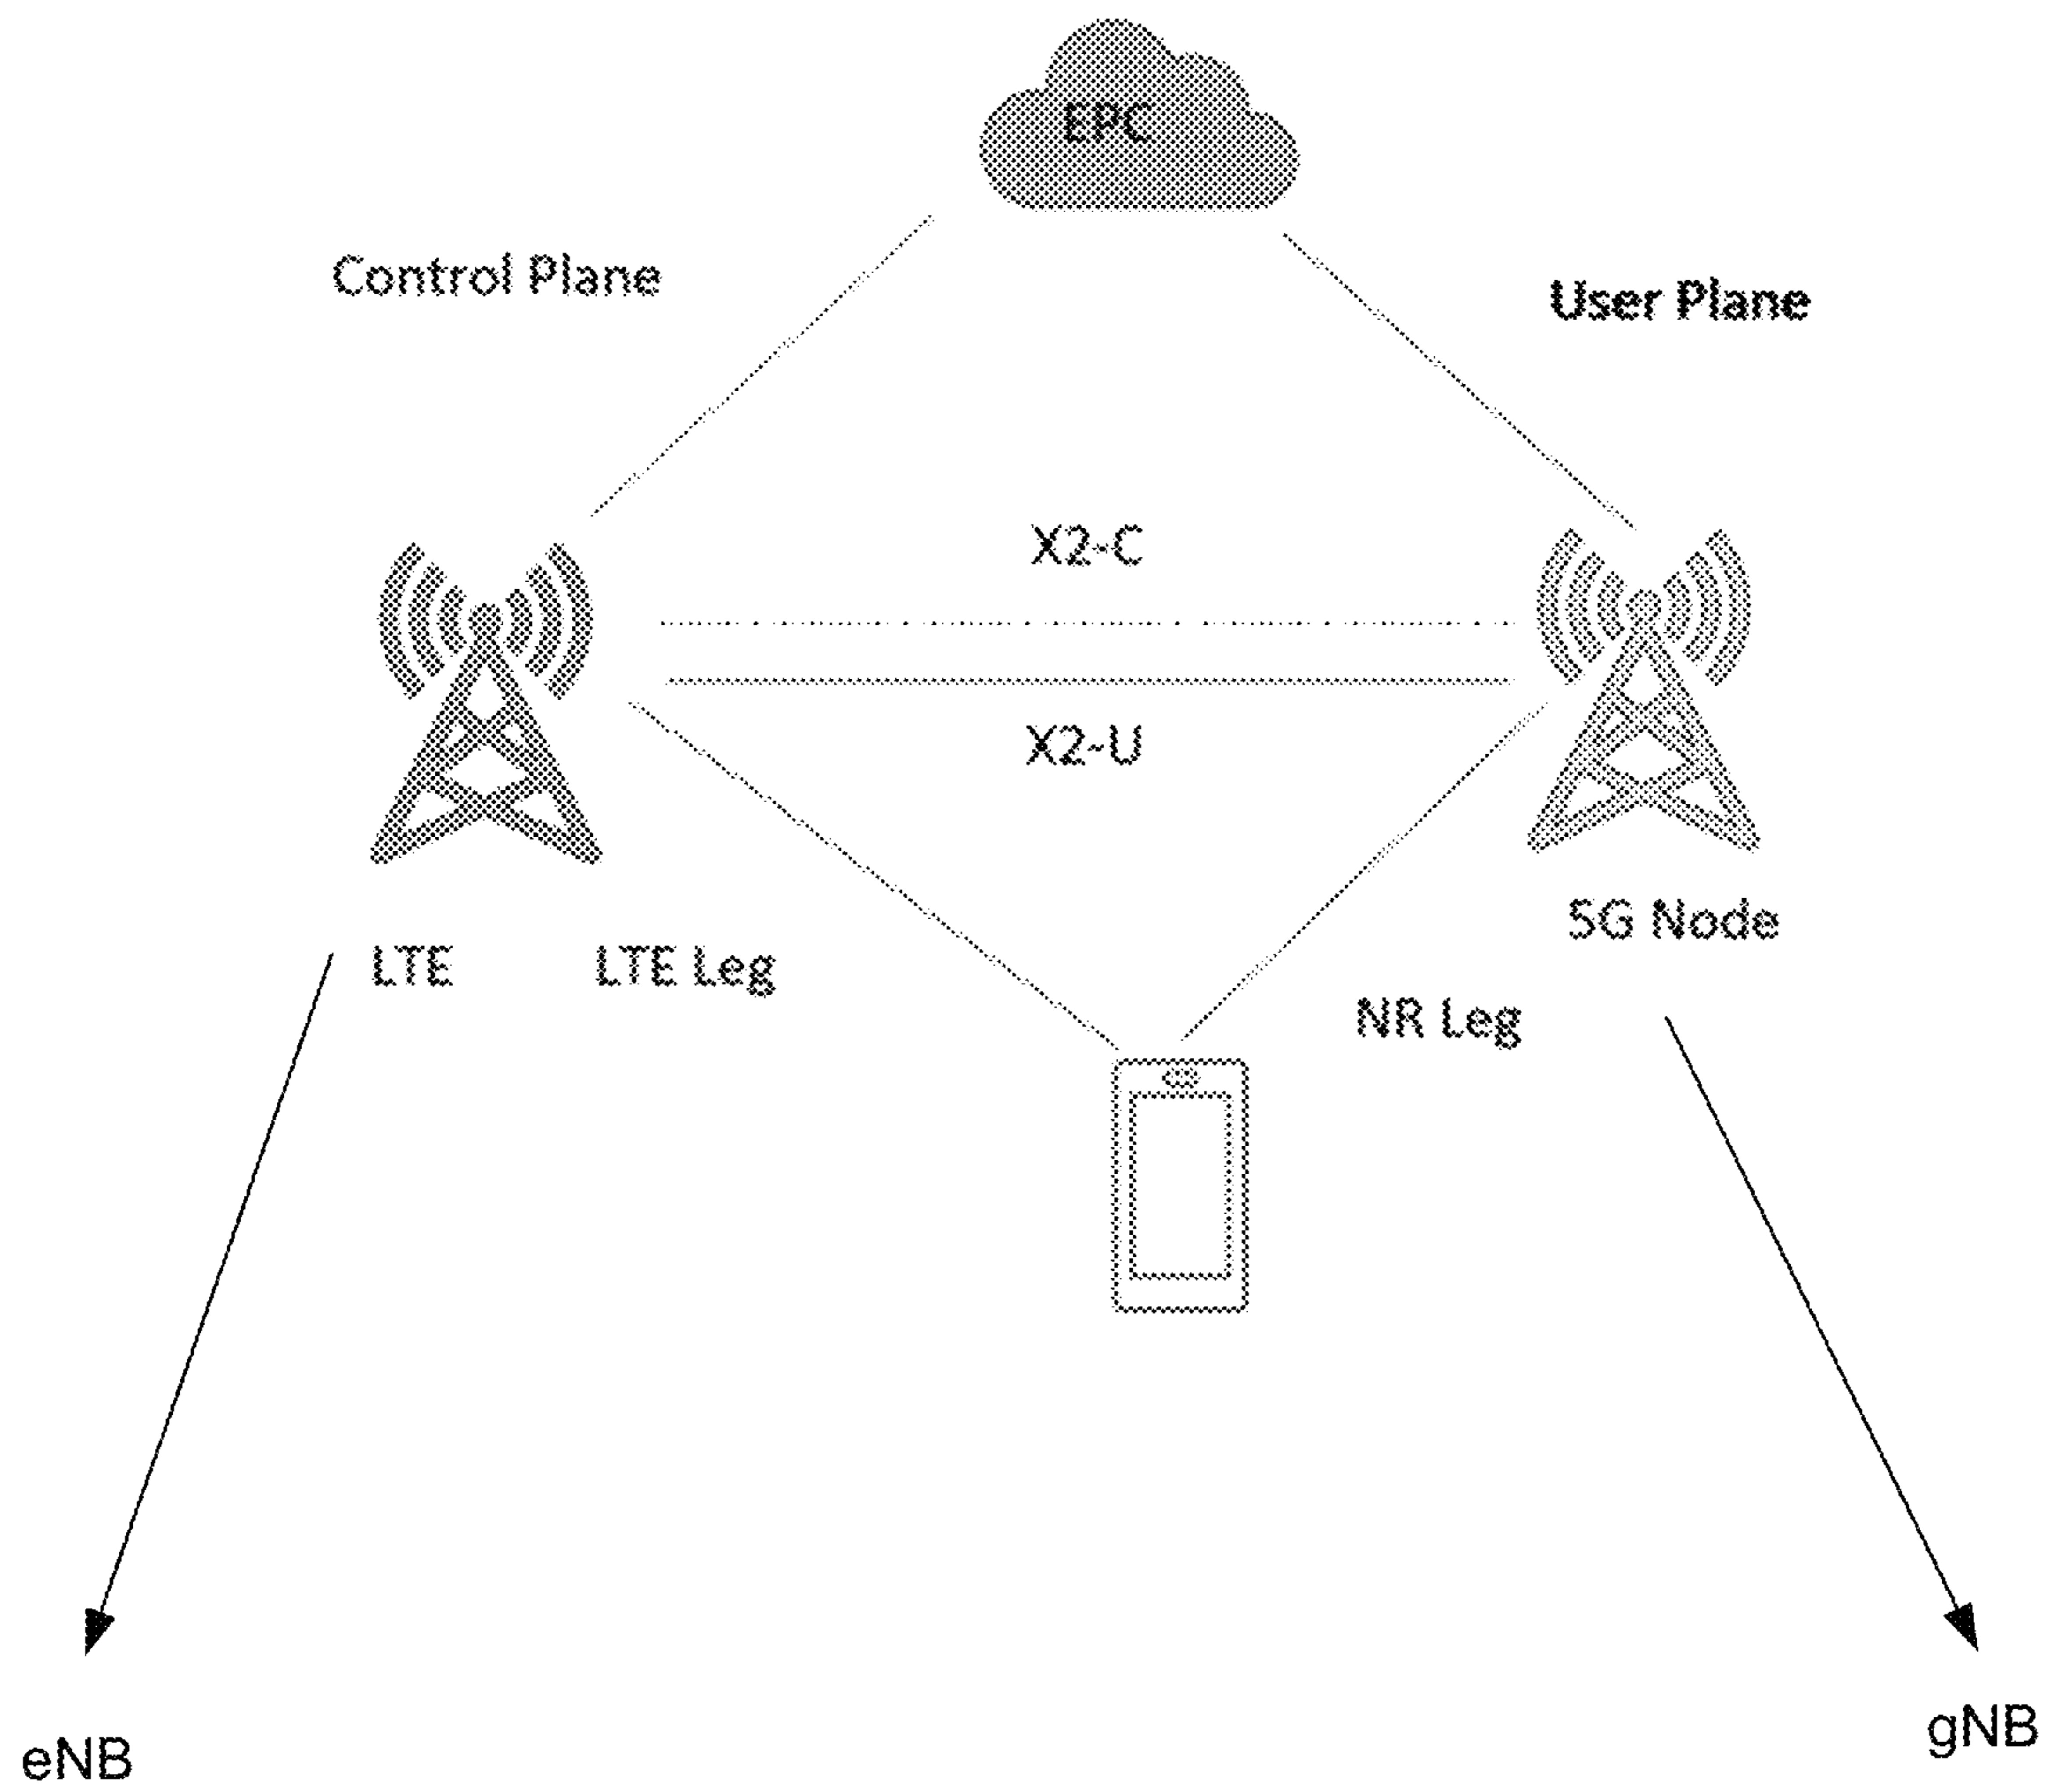 EPC
Control Plane
User Plane
X2-C
X2-U
5G Node
LTE
LTE Leg
NR Leg
eNB
gNB